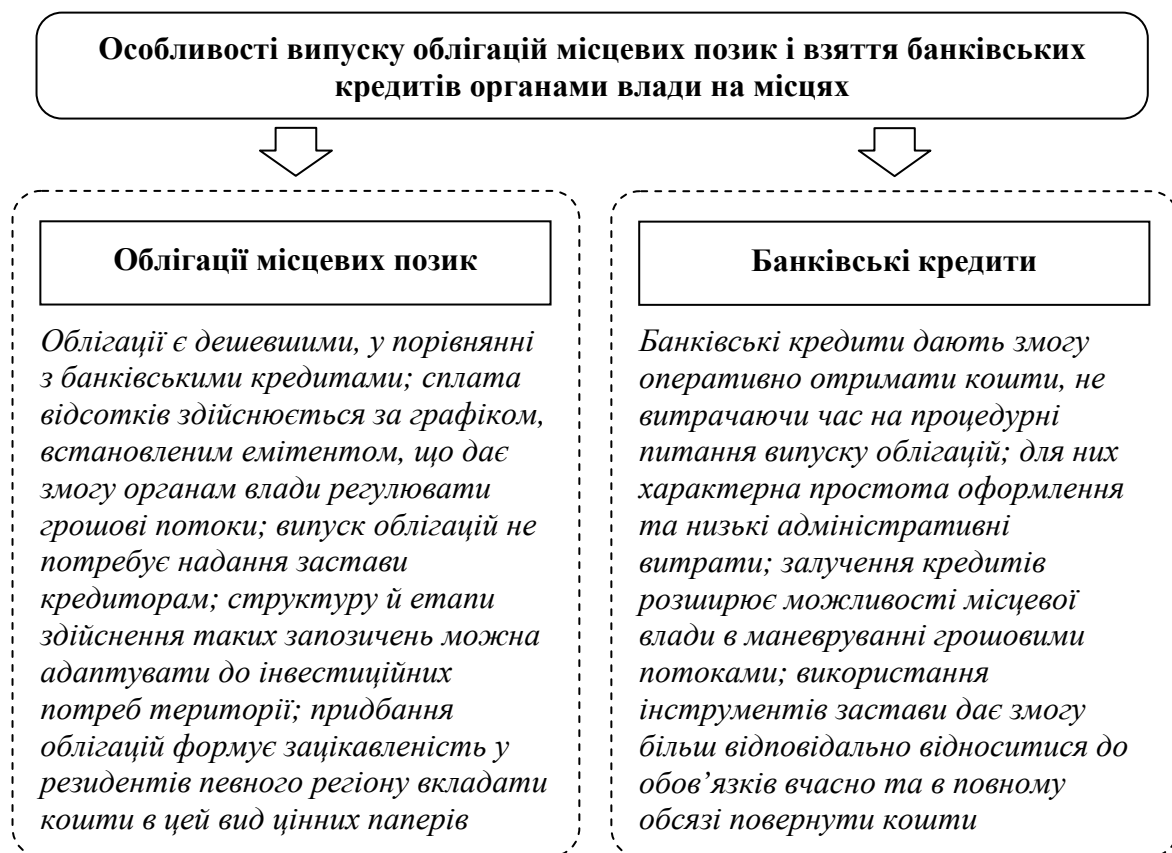 Особливості випуску облігацій місцевих позик і взяття банківських
кредитів органами влади на місцях
Облігації місцевих позик
Облігації є дешевшими, у порівнянні
з банківськими кредитами; сплата
відсотків здійснюється за графіком,
встановленим емітентом, що дає
змогу органам влади регулювати
грошові потоки; випуск облігацій не
потребує надання застави
кредиторам; структуру й етапи
здійснення таких запозичень можна
адаптувати до інвестиційних
потреб території; придбання
облігацій формує зацікавленість у
резидентів певного регіону вкладати
кошти в цей вид цінних паперів
Банківські кредити
Банківські кредити дають змогу
оперативно отримати кошти, не
витрачаючи час на процедурні
питання випуску облігацій; для них
характерна простота оформлення
та низькі адміністративні
витрати; залучення кредитів
розширює можливості місцевої
влади в маневруванні грошовими
потоками; використання
інструментів застави дає змогу
більш відповідально відноситися до
обов’язків вчасно та в повному
обсязі повернути кошти